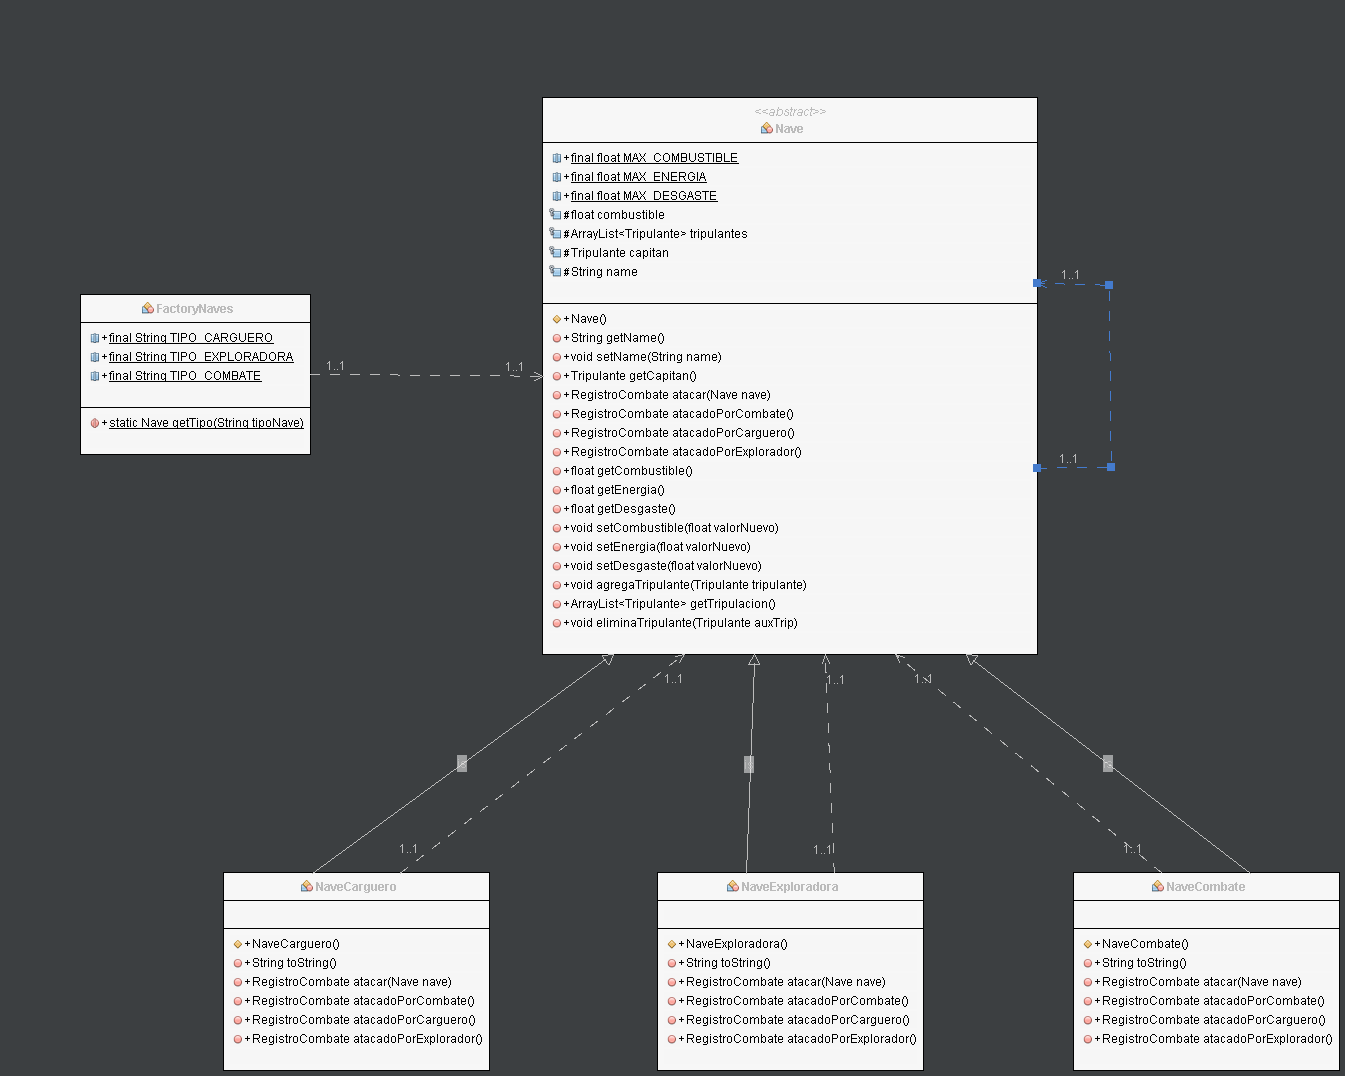 <<abstract>>
Nave
+final float MAX_COMBUSTIBLE
+final float MAX_ENERGIA
+final float MAX_DESGASTE
#float combustible
#ArrayList<Tripulante> tripulantes
#Tripulante capitan
#String name
+Nave()
+String getName()
+void setName(String name)
+Tripulante getCapitan()
+RegistroCombate atacar(Nave nave)
+RegistroCombate atacadoPorCombate()
+RegistroCombate atacadoPorCarguero()
+RegistroCombate atacadoPorExplorador()
+float getCombustible()
+float getEnergia()
+float getDesgaste()
+void setCombustible(float valorNuevo)
+void setEnergia(float valorNuevo)
+void setDesgaste(float valorNuevo)
+void agregaTripulante(Tripulante tripulante)
+ArrayList<Tripulante> getTripulacion()
+void eliminaTripulante(Tripulante auxTrip)
1..1
1..1
FactoryNaves
+final String TIPO_CARGUERO
+final String TIPO_EXPLORADORA
+final String TIPO_COMBATE
+static Nave getTipo(String tipoNave)
1..1
1..1
1..1
1..1
1..1
1..1
1..1
1..1
NaveCarguero
+NaveCarguero()
+String toString()
+RegistroCombate atacar(Nave nave)
+RegistroCombate atacadoPorCombate()
+RegistroCombate atacadoPorCarguero()
+RegistroCombate atacadoPorExplorador()
NaveExploradora
+NaveExploradora()
+String toString()
+RegistroCombate atacar(Nave nave)
+RegistroCombate atacadoPorCombate()
+RegistroCombate atacadoPorCarguero()
+RegistroCombate atacadoPorExplorador()
NaveCombate
+NaveCombate()
+String toString()
+RegistroCombate atacar(Nave nave)
+RegistroCombate atacadoPorCombate()
+RegistroCombate atacadoPorCarguero()
+RegistroCombate atacadoPorExplorador()